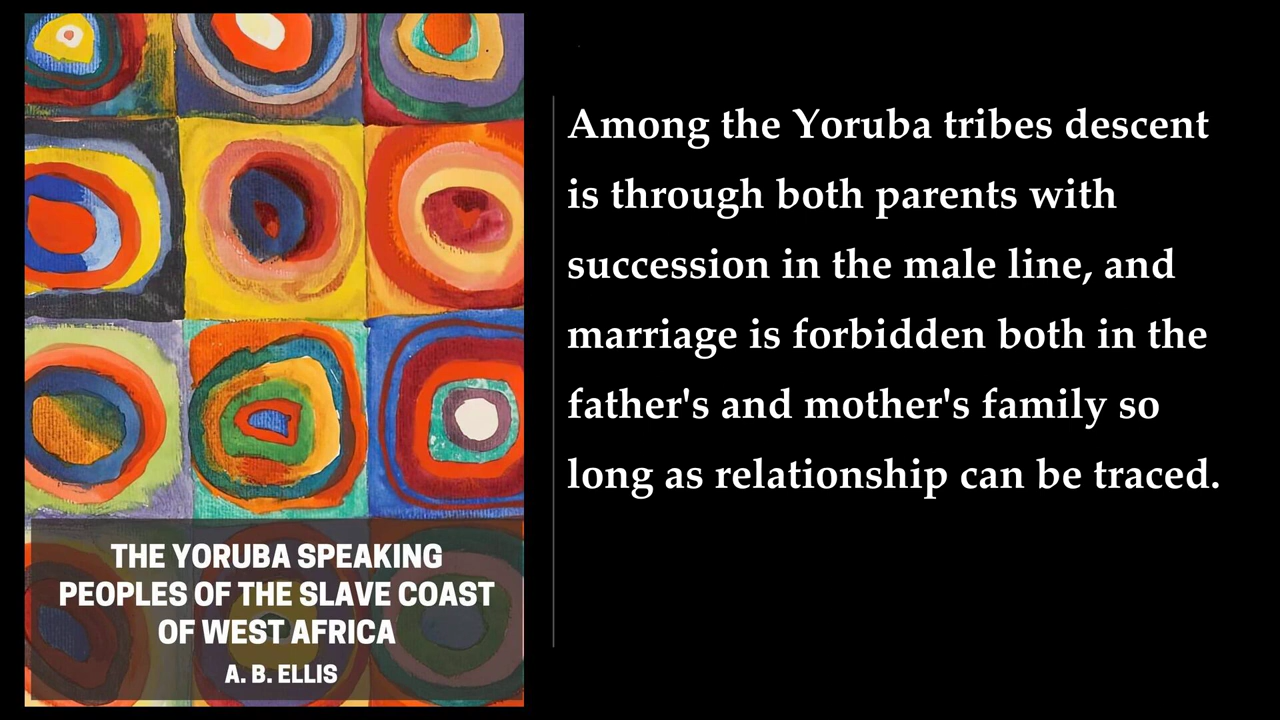 THE YORUBA SPEAKING
PEOPLES OF THE SLAVE COAST
OF WEST AFRICA
A. B. ELLIS
Among the Yoruba tribes descent
is through both parents with
succession in the male line, and
marriage is forbidden both in the
father's and mother's family so
long as relationship can be traced.